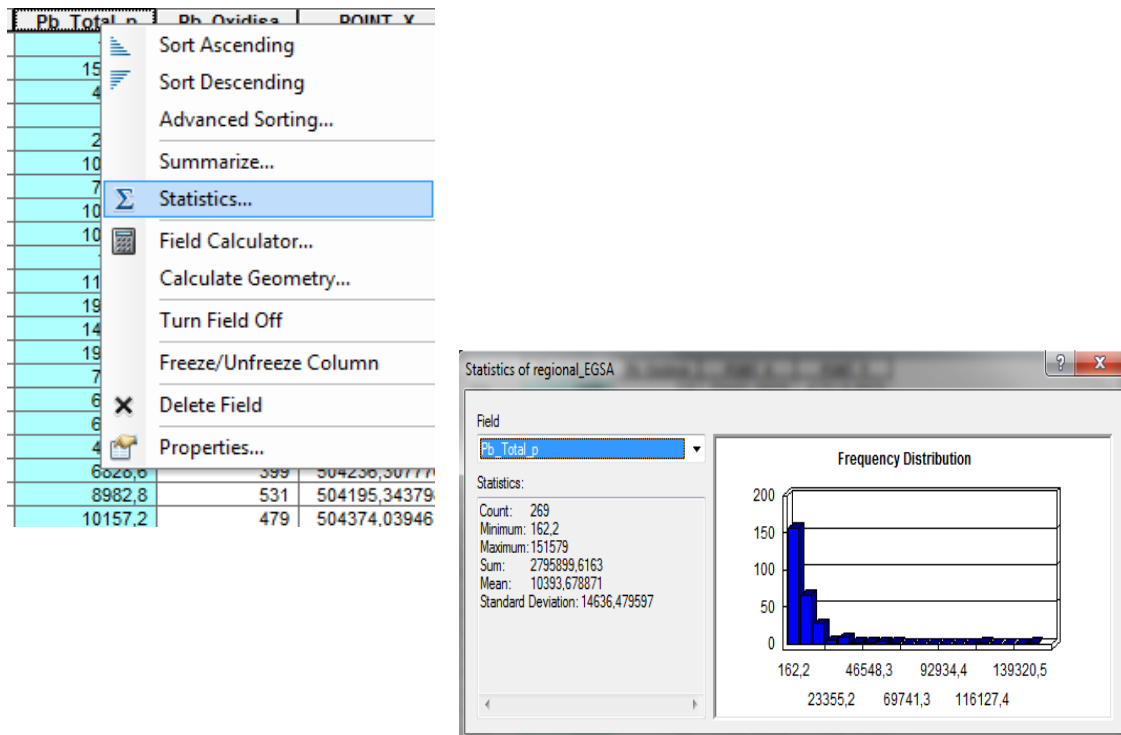 Pb_Total_p Pb_Oxidisa POINT_X
Sort Ascending
15
Sort Descending
4
Advanced Sorting...
2
10
Summarize...
7
Statistics...
10
10
Field Calculator...
11
Calculate Geometry...
19
14
Turn Field Off
19
Freeze/Unfreeze Column
7
6
Delete Field
6
4
Properties...
6828,6 399 504236,30777
8982,8 531 504195,34379
10157,2 479 504374,03946
Statistics of regional_EGSA
Field
Pb_Total_p
Statistics:
Count: 269
Minimum: 162,2
Maximum: 151579
Sum: 2795899,6163
Mean: 10393,678871
Standard Deviation: 14636,479597
Frequency Distribution
200
150
100
50
0
162,2 46548,3 92934,4 139320,5
23355,2 69741,3 116127,4